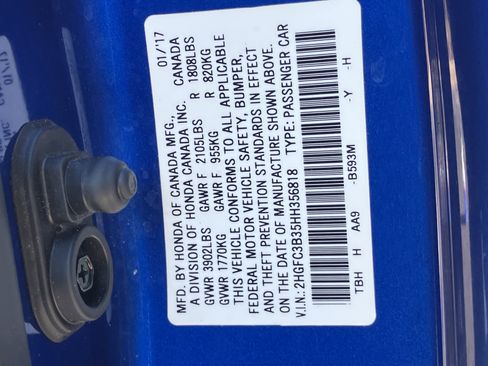 MFD. BY HONDA OF CANADA MFG. 01/'17
A DIVISION OF HONDA CANADA INC. CANADA
GVWR 3902LBS GAWR F 2105LBS R 1808LBS
GVWR 1770KG GAWR F 955KG R 820KG
THIS VEHICLE CONFORMS TO ALL APPLICABLE
FEDERAL MOTOR VEHICLE SAFETY, BUMPER,
AND THEFT PREVENTION STANDARDS IN EFFECT
ON THE DATE OF MANUFACTURE SHOWN ABOVE.
V.I.N.: 2HGFC3B35HH356818 TYPE: PASSENGER CAR
TBH H AA9 -B593M -Y -H